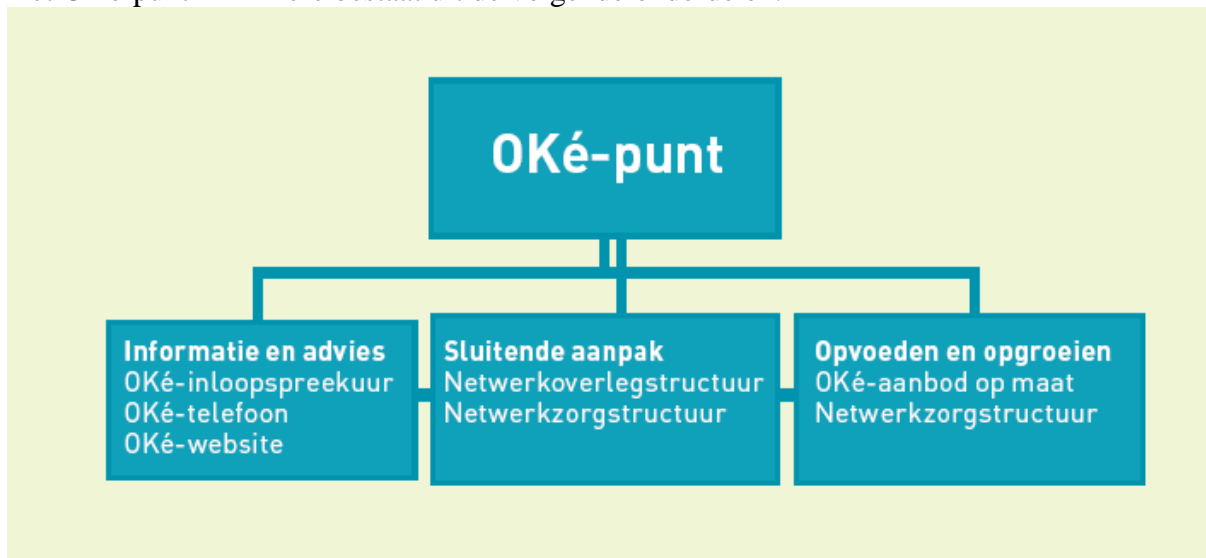 OKé-punt
Informatie en advies
OKé-inloopspreekuur
OKé-telefoon
OKé-website
Sluitende aanpak
Netwerkoverlegstructuur
Netwerkzorgstructuur
Opvoeden en opgroeien
OKé-aanbod op maat
Netwerkzorgstructuur